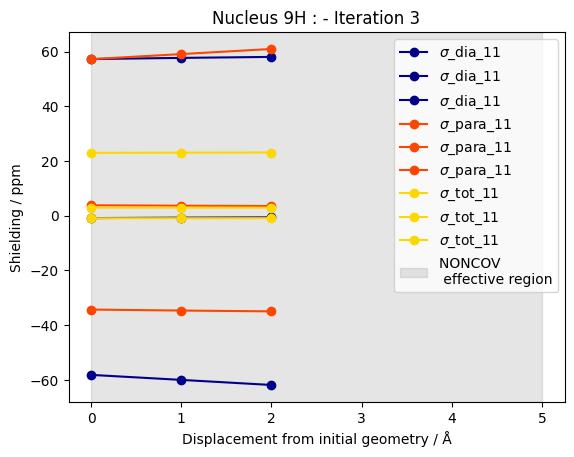 Nucleus 9H : - Iteration 3
Shielding / ppm
60
40
20
0
−20
−40
−60
σ_dia_11
σ_dia_11
σ_dia_11
σ_para_11
σ_para_11
σ_para_11
σ_tot_11
σ_tot_11
σ_tot_11
NONCOV
effective region
0 1 2 3 4 5
Displacement from initial geometry / Å